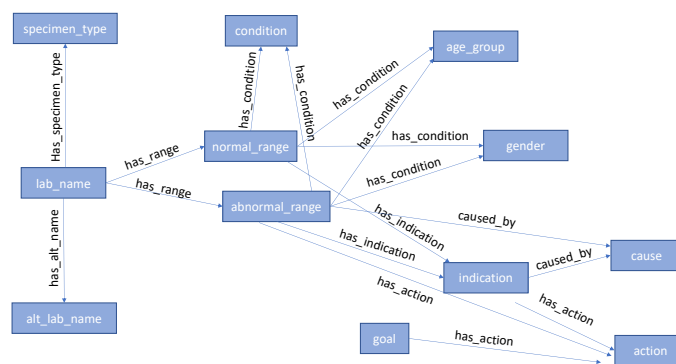 specimen_type
condition
age_group
Has_specimen_type
has_condition
has_condition
has_condition
has_condition
has_range
normal_range
has_condition
gender
lab_name
has_range
abnormal_range
has_condition
has_alt_name
has_indication
has_indication
caused_by
cause
has_action
indication
caused_by
alt_lab_name
has_action
goal
has_action
action